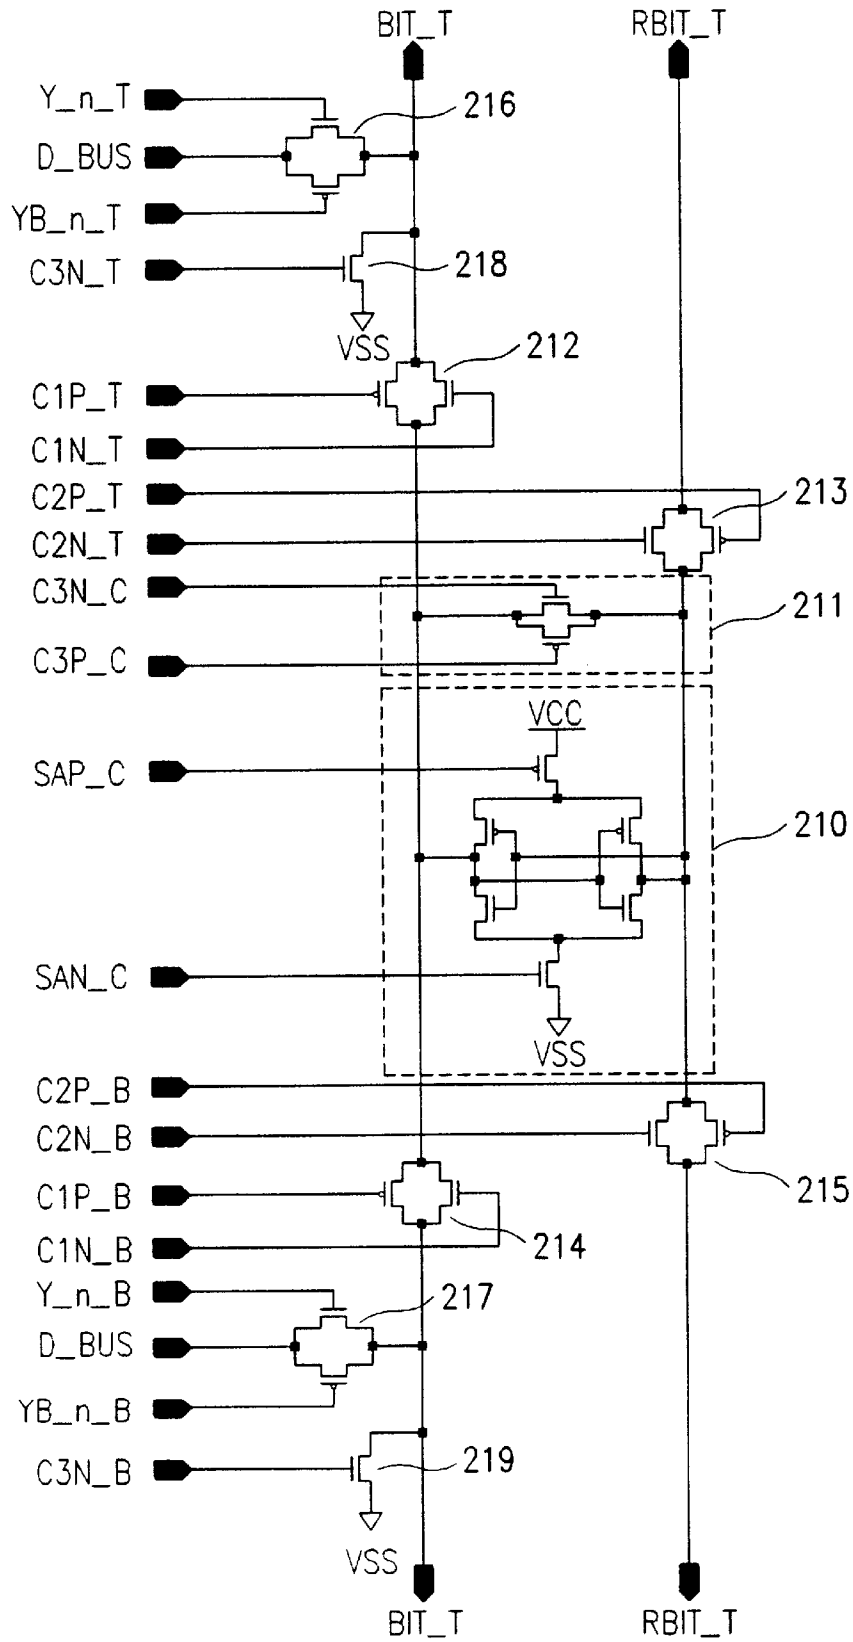 BIT_T RBIT_T
Y_n_T
216
D_BUS
YB_n_T
C3N_T
218
VSS
212
C1P_T
C1N_T
C2P_T
213
C2N_T
C3N_C
211
C3P_C
VCC
SAP_C
210
SAN_C
VSS
C2P_B
C2N_B
C1P_B
215
C1N_B
214
Y_n_B
217
D_BUS
YB_n_B
C3N_B
219
VSS
BIT_T RBIT_T